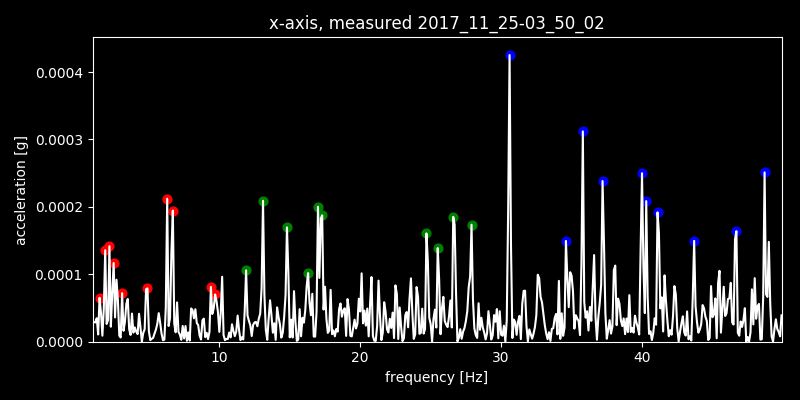 x-axis, measured 2017_11_25-03_50_02
acceleration [g]
0.0004
0.0003
0.0002
0.0001
0.0000
10 20 30 40
frequency [Hz]